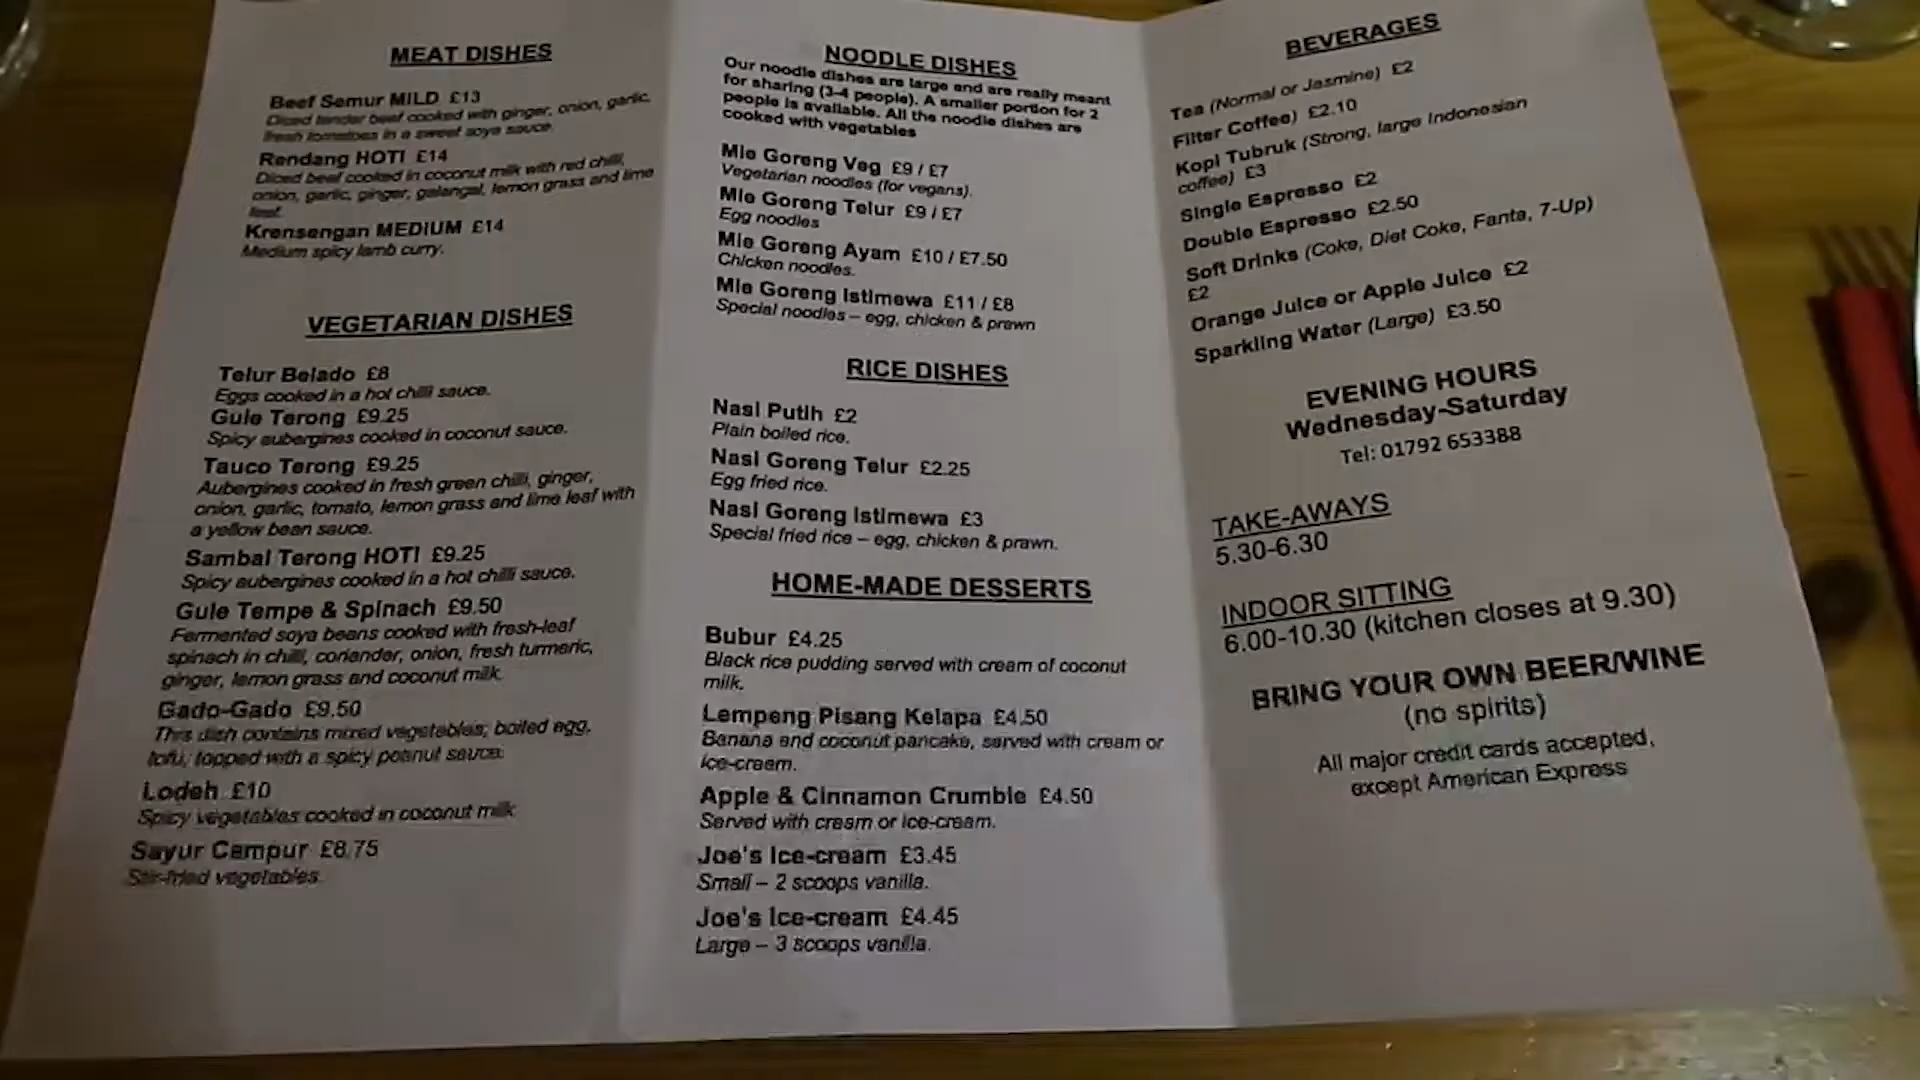 MEAT DISHES
Beef Semur MILD £13
Diced tender beef cooked with ginger, onion, garlic,
fresh tomatoes in a sweet soya sauce.
Rendang HOT! £14
Diced beef cooked in coconut milk with red chilli,
onion, garlic, ginger, galangal, lemon grass and lime
leaf.
Krensengan MEDIUM £14
Medium spicy lamb curry.
VEGETARIAN DISHES
Telur Belado £8
Eggs cooked in a hot chilli sauce.
Gule Terong £9.25
Spicy aubergines cooked in coconut sauce.
Tauco Terong £9.25
Aubergines cooked in fresh green chilli, ginger,
onion, garlic, tomato, lemon grass and lime leaf with
a yellow bean sauce.
Sambal Terong HOT! £9.25
Spicy aubergines cooked in a hot chilli sauce.
Gule Tempe & Spinach £9.50
Fermented soya beans cooked with fresh-leaf
spinach in chilli, coriander, onion, fresh turmeric,
ginger, lemon grass and coconut milk.
Gado-Gado £9.50
This dish contains mixed vegetables; boiled egg,
tofu, topped with a spicy peanut sauce.
Lodeh £10
Spicy vegetables cooked in coconut milk
Sayur Campur £8.75
Stir-fried vegetables.
NOODLE DISHES
Our noodle dishes are large and are really meant
for sharing (3-4 people). A smaller portion for 2
people is available. All the noodle dishes are
cooked with vegetables
Mie Goreng Veg £9 / £7
Vegetarian noodles (for vegans).
Mie Goreng Telur £9 / £7
Egg noodles
Mie Goreng Ayam £10 / £7.50
Chicken noodles.
Mie Goreng Istimewa £11 / £8
Special noodles – egg, chicken & prawn
RICE DISHES
Nasi Putih £2
Plain boiled rice.
Nasi Goreng Telur £2.25
Egg fried rice.
Nasi Goreng Istimewa £3
Special fried rice – egg, chicken & prawn.
HOME-MADE DESSERTS
Bubur £4.25
Black rice pudding served with cream of coconut
milk.
Lempeng Pisang Kelapa £4.50
Banana and coconut pancake, served with cream or
ice-cream.
Apple & Cinnamon Crumble £4.50
Served with cream or ice-cream.
Joe's Ice-cream £3.45
Small – 2 scoops vanilla.
Joe's Ice-cream £4.45
Large – 3 scoops vanilla.
BEVERAGES
Tea (Normal or Jasmine) £2
Filter Coffee) £2.10
Kopi Tubruk (Strong, large Indonesian
coffee) £3
Single Espresso £2
Double Espresso £2.50
Soft Drinks (Coke, Diet Coke, Fanta, 7-Up)
£2
Orange Juice or Apple Juice £2
Sparkling Water (Large) £3.50
EVENING HOURS
Wednesday-Saturday
Tel: 01792 653388
TAKE-AWAYS
5.30-6.30
INDOOR SITTING
6.00-10.30 (kitchen closes at 9.30)
BRING YOUR OWN BEER/WINE
(no spirits)
All major credit cards accepted,
except American Express